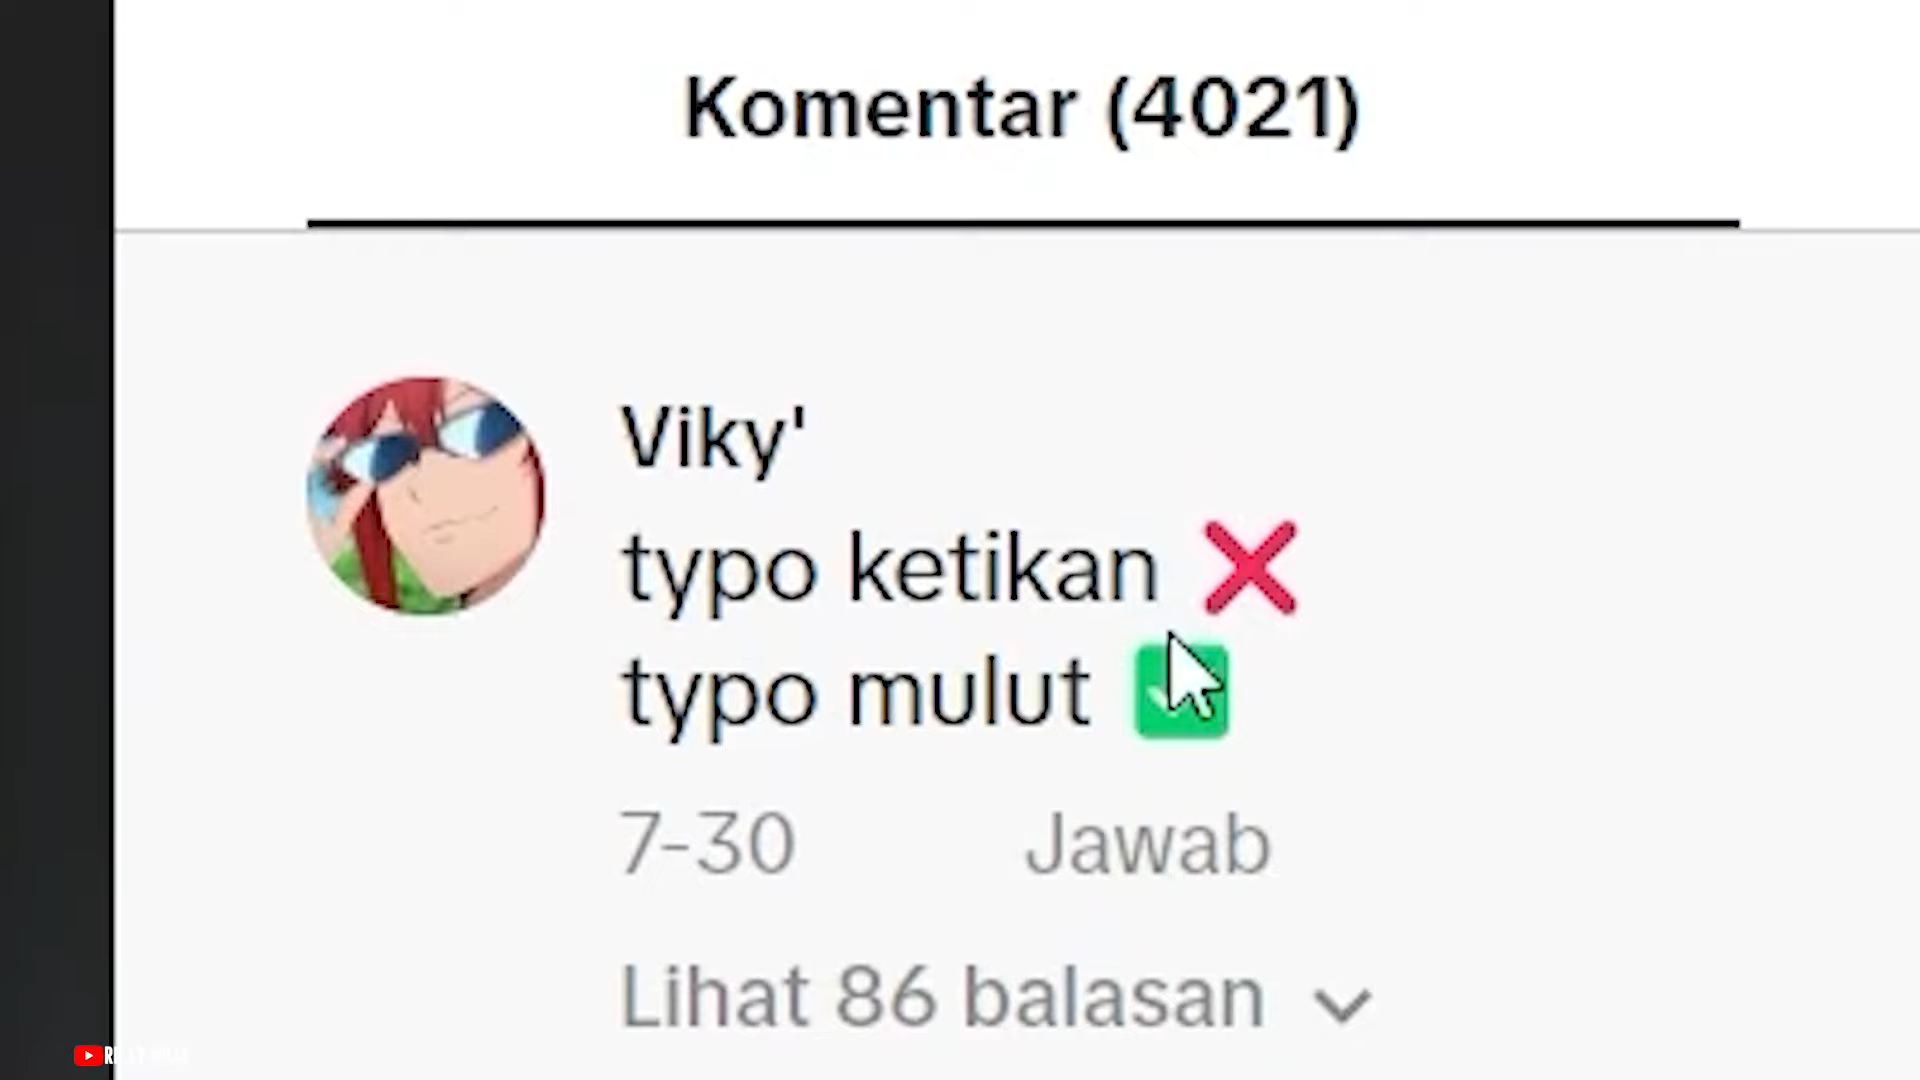 Komentar (4021)
Viky'
typo ketikan ❌
typo mulut ✅
7-30 Jawab
Lihat 86 balasan